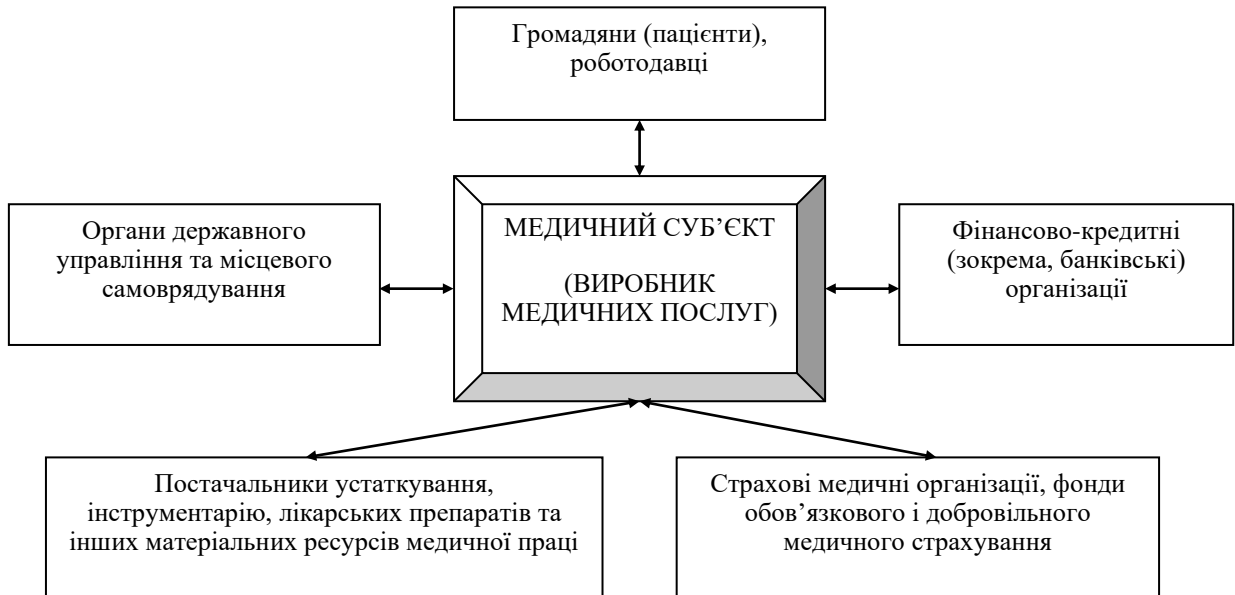 Громадяни (пацієнти),
роботодавці
Органи державного
управління та місцевого
самоврядування
МЕДИЧНИЙ СУБ’ЄКТ
(ВИРОБНИК
МЕДИЧНИХ ПОСЛУГ)
Фінансово-кредитні
(зокрема, банківські)
організації
Постачальники устаткування,
інструментарію, лікарських препаратів та
інших матеріальних ресурсів медичної праці
Страхові медичні організації, фонди
обов’язкового і добровільного
медичного страхування